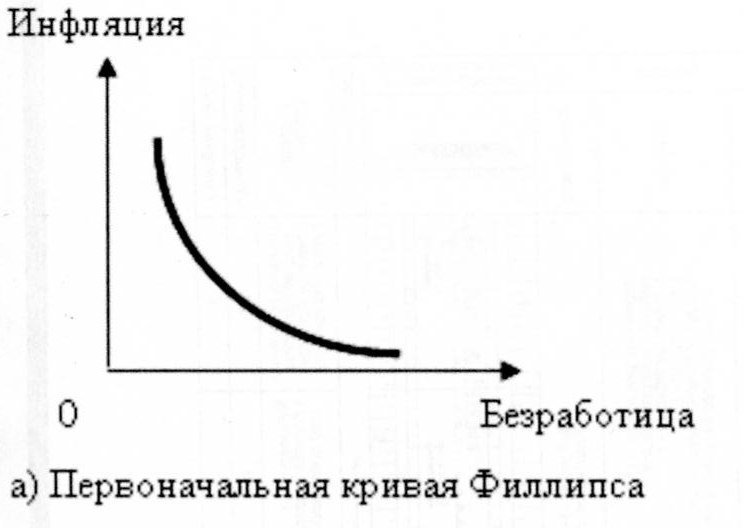 Инфляция
0
Безработица
а) Первоначальная кривая Филлипса